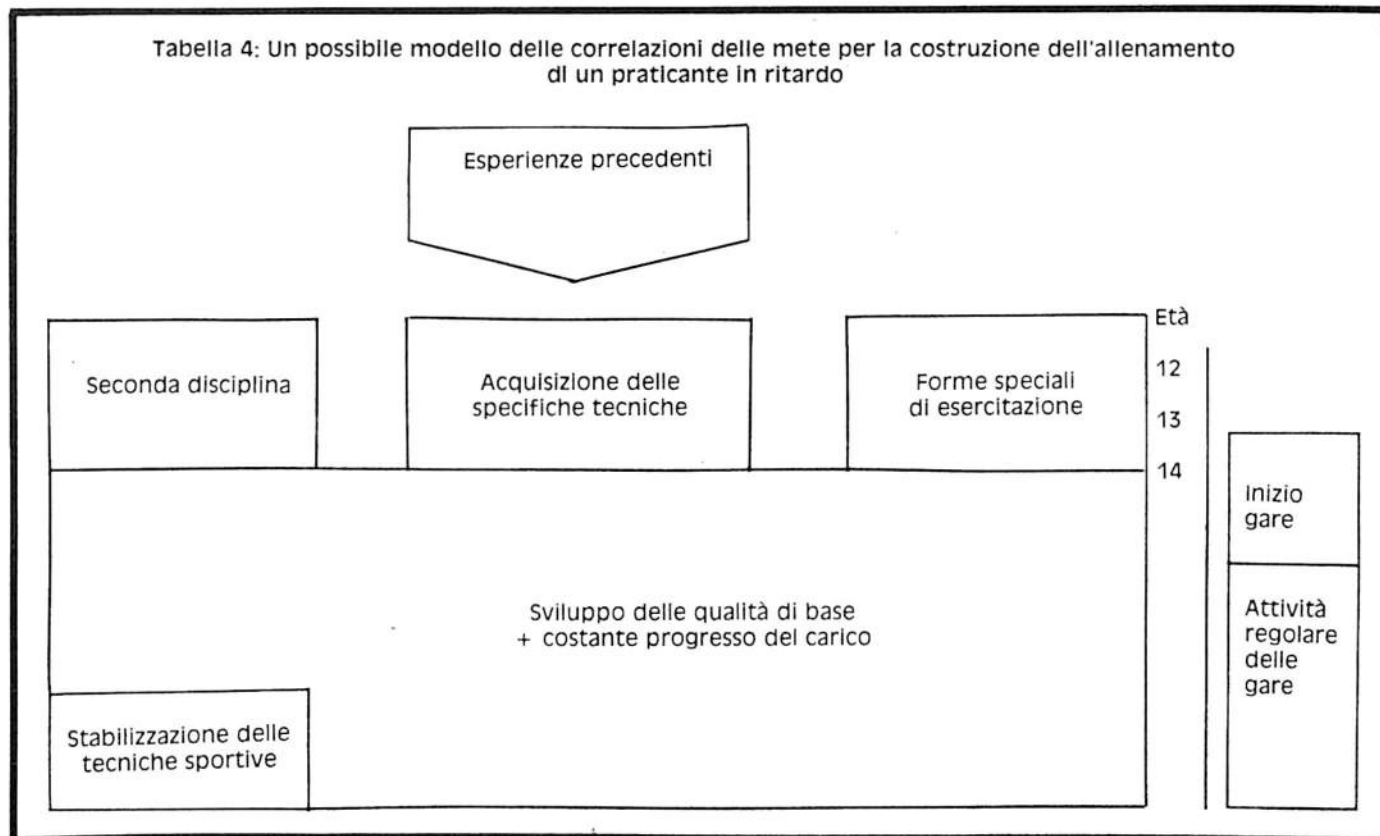 Tabella 4: Un possibile modello delle correlazioni delle mete per la costruzione dell'allenamento
di un praticante in ritardo
Esperienze precedenti
Seconda disciplina
Acquisizione delle
specifiche tecniche
Forme speciali
di esercitazione
Età
12
13
14
Inizio
gare
Sviluppo delle qualità di base
+ costante progresso del carico
Attività
regolare
delle
gare
Stabilizzazione delle
tecniche sportive